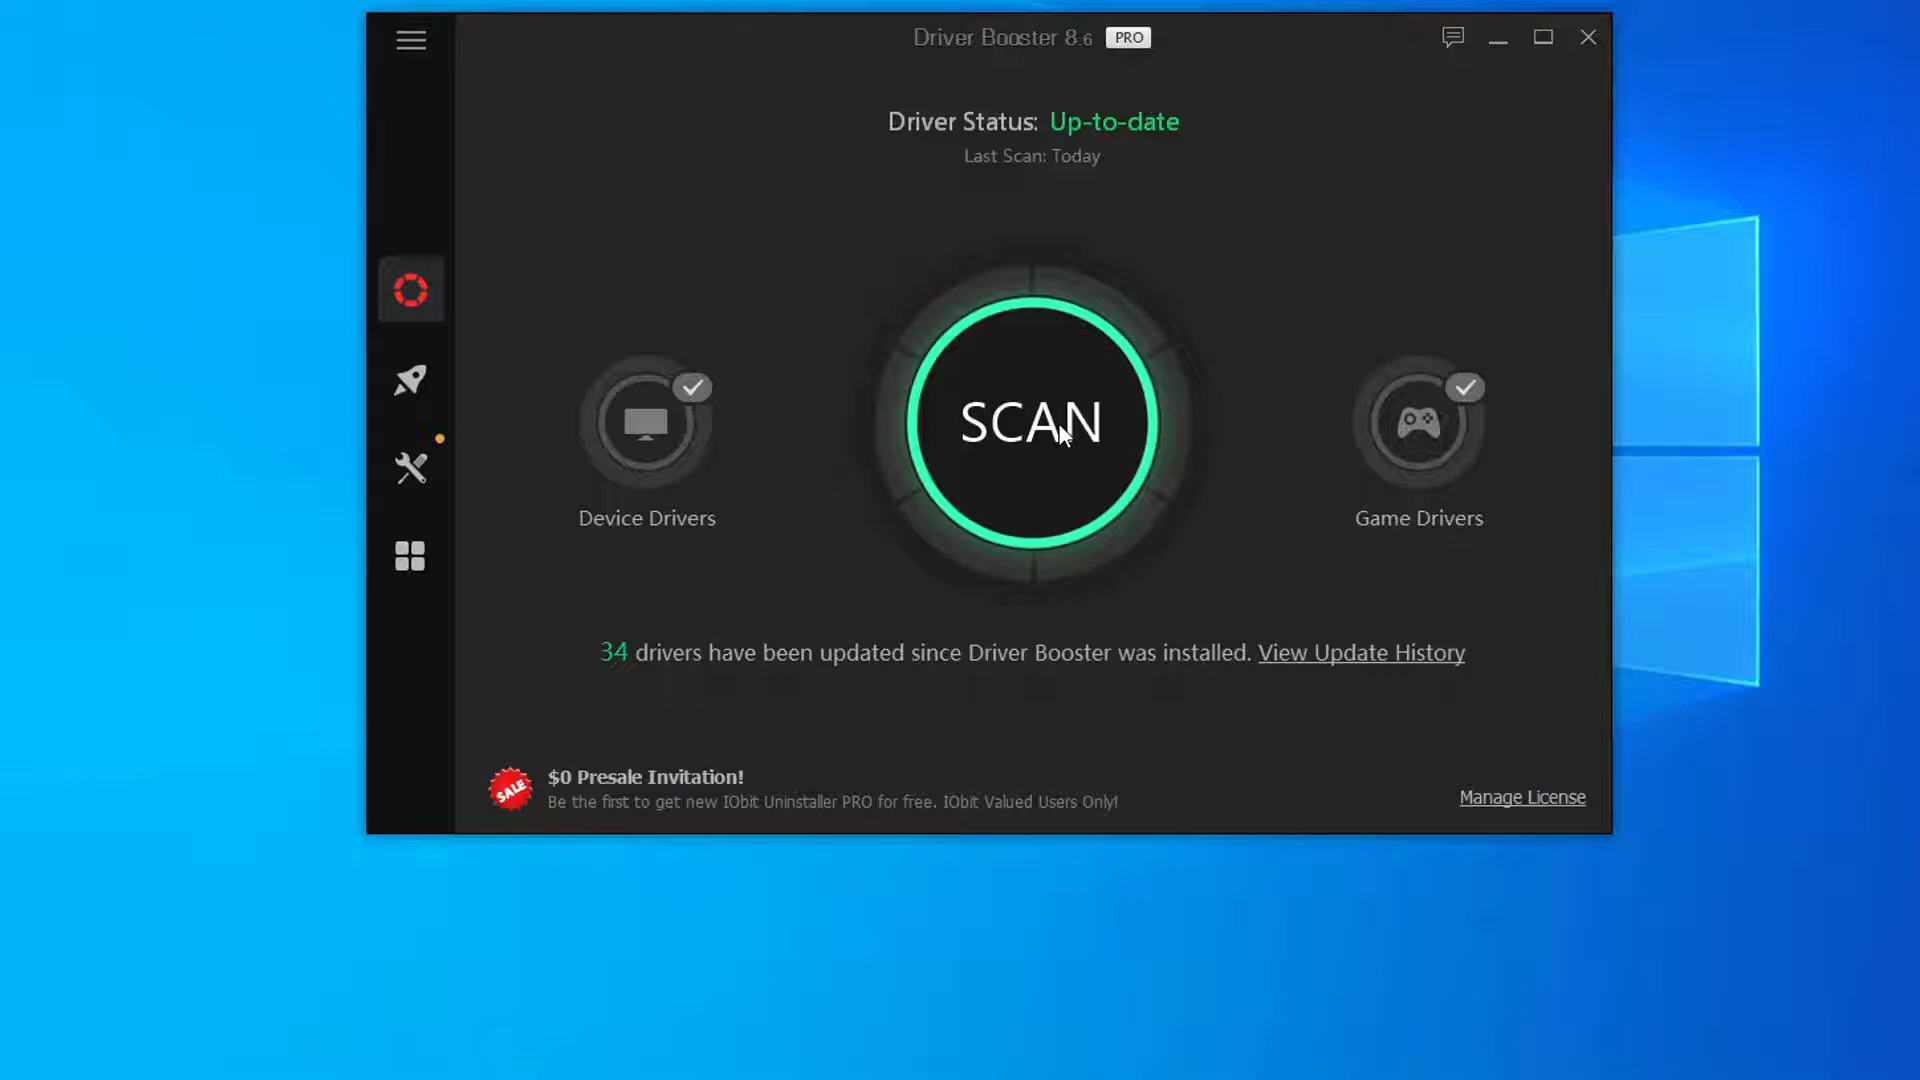 Driver Booster 8.6 PRO
Driver Status: Up-to-date
Last Scan: Today
SCAN
Device Drivers
Game Drivers
34 drivers have been updated since Driver Booster was installed. View Update History
SALE
$0 Presale Invitation!
Be the first to get new IObit Uninstaller PRO for free. IObit Valued Users Only!
Manage License